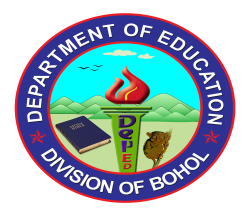 DEPARTMENT OF EDUCATION
DepED
DIVISION OF BOHOL